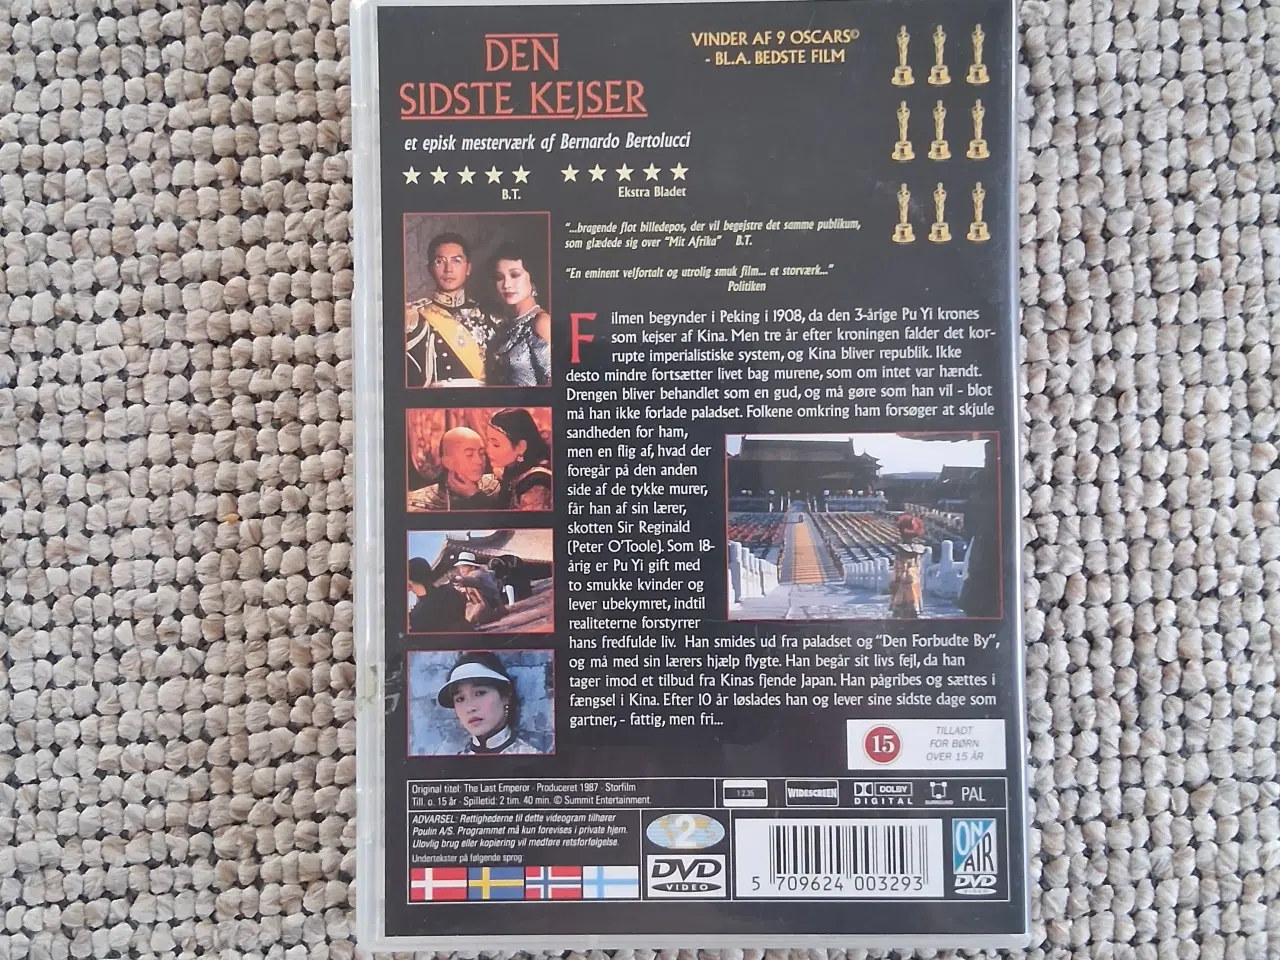 DEN
SIDSTE KEJSER
VINDER AF 9 OSCARS©
- BL.A. BEDSTE FILM
et episk mesterværk af Bernardo Bertolucci
B.T.
Ekstra Bladet
"...bragende flot billedepos, der vil begejstre det samme publikum,
som glædede sig over "Mit Afrika" B.T.
"En eminent velfortalt og utrolig smuk film... et storværk..."
Politiken
Filmen begynder i Peking i 1908, da den 3-årige Pu Yi krones
som kejser af Kina. Men tre år efter kroningen falder det kor-
rupte imperialistiske system, og Kina bliver republik. Ikke
desto mindre fortsætter livet bag murene, som om intet var hændt.
Drengen bliver behandlet som en gud, og må gøre som han vil - blot
må han ikke forlade paladset. Folkene omkring ham forsøger at skjule
sandheden for ham,
men en flig af, hvad der
foregår på den anden
side af de tykke murer,
får han af sin lærer,
skotten Sir Reginald
(Peter O'Toole). Som 18-
årig er Pu Yi gift med
to smukke kvinder og
lever ubekymret, indtil
realiteterne forstyrrer
hans fredfulde liv. Han smides ud fra paladset og "Den Forbudte By",
og må med sin lærers hjælp flygte. Han begår sit livs fejl, da han
tager imod et tilbud fra Kinas fjende Japan. Han pågribes og sættes i
fængsel i Kina. Efter 10 år løslades han og lever sine sidste dage som
gartner, - fattig, men fri...
15
TILLADT
FOR BØRN
OVER 15 ÅR
Original titel: The Last Emperor · Produceret 1987 · Storfilm
Till. o. 15 år · Spilletid: 2 tim. 40 min. © Summit Entertainment.
1:2.35
WIDESCREEN
DOLBY
DIGITAL
SURROUND
PAL
ADVARSEL: Rettighederne til dette videogram tilhører
Poulin A/S. Programmet må kun forevises i private hjem.
Ulovlig brug eller kopiering vil medføre retsforfølgelse.
Undertekster på følgende sprog:
2
DVD
VIDEO
5 709624 003293
ON
AIR
DVD
VIDEO